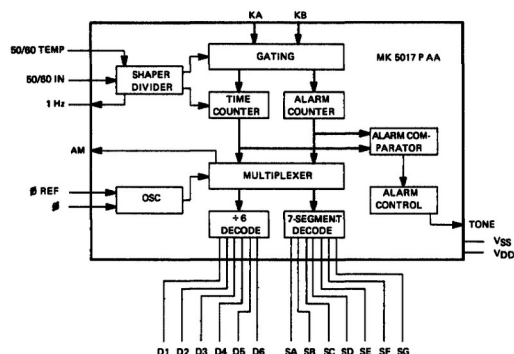 KA KB
50/60 TEMP
GATING
MK 5017 P AA
50/60 IN
SHAPER
DIVIDER
1 Hz
TIME
COUNTER
ALARM
COUNTER
ALARM COM-
PARATOR
AM
MULTIPLEXER
Ø REF
Ø
OSC
ALARM
CONTROL
÷6
DECODE
7-SEGMENT
DECODE
TONE
VSS
VDD
D1 D2 D3 D4 D5 D6 SA SB SC SD SE SF SG